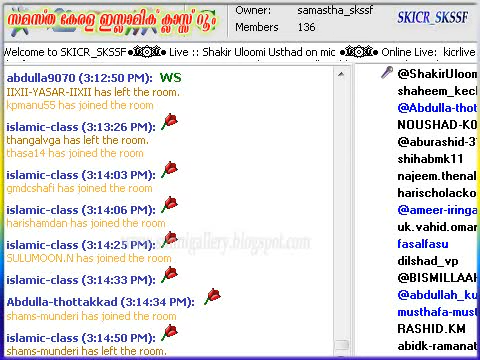 സമസ്ത കേരള ഇസ്ലാമിക് ക്ലാസ്സ് റൂം
Owner: samastha_skssf
Members 136
SKICR_SKSSF
Welcome to SKICR_SKSSF
Live :: Shakir Uloomi Usthad on mic
Online Live: kicrlive
abdulla9070 (3:12:50 PM): WS
IIXII-YASAR-IIXII has left the room.
kpmanu55 has joined the room
islamic-class (3:13:26 PM):
thangalvga has left the room.
thasa14 has joined the room
islamic-class (3:14:03 PM):
gmdcshafi has joined the room
islamic-class (3:14:06 PM):
harishamdan has joined the room
islamic-class (3:14:25 PM):
SULUMOON.N has joined the room
islamic-class (3:14:33 PM):
Abdulla-thottakkad (3:14:34 PM):
shams-munderi has joined the room
islamic-class (3:14:50 PM):
shams-munderi has left the room.
@ShakirUloom
shaheem_kecl
@Abdulla-thot
NOUSHAD-K0
@aburashid-3
shihabmk11
najeem.thenal
harischolacko
@ameer-iringa
uk.vahid.omar
fasalfasu
dilshad_vp
@BISMILLAAH
@abdullah_ku
musthafa-must
RASHID.KM
abidk-ramanat